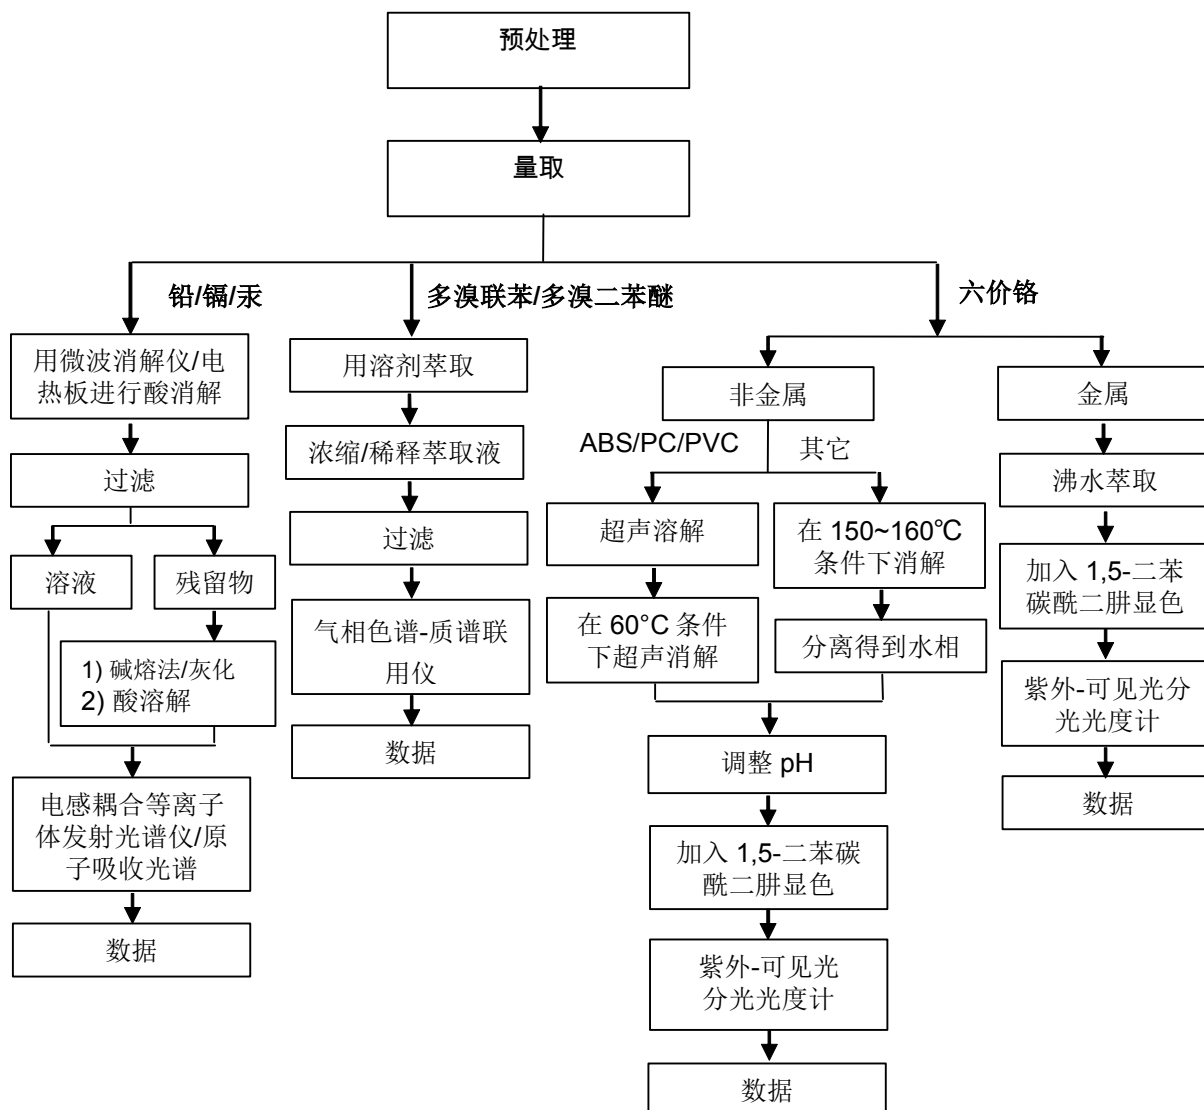 预处理
量取
铅/镉/汞
用微波消解仪/电
热板进行酸消解
过滤
溶液
残留物
1) 碱熔法/灰化
2) 酸溶解
电感耦合等离子
体发射光谱仪/原
子吸收光谱
数据
多溴联苯/多溴二苯醚
用溶剂萃取
浓缩/稀释萃取液
过滤
气相色谱-质谱联
用仪
数据
六价铬
非金属
ABS/PC/PVC
其它
超声溶解
在 60°C 条件
下超声消解
在 150~160℃
条件下消解
分离得到水相
调整 pH
加入 1,5-二苯碳
酰二肼显色
紫外-可见光
分光光度计
数据
金属
沸水萃取
加入 1,5-二苯
碳酰二肼显色
紫外-可见光分
光光度计
数据